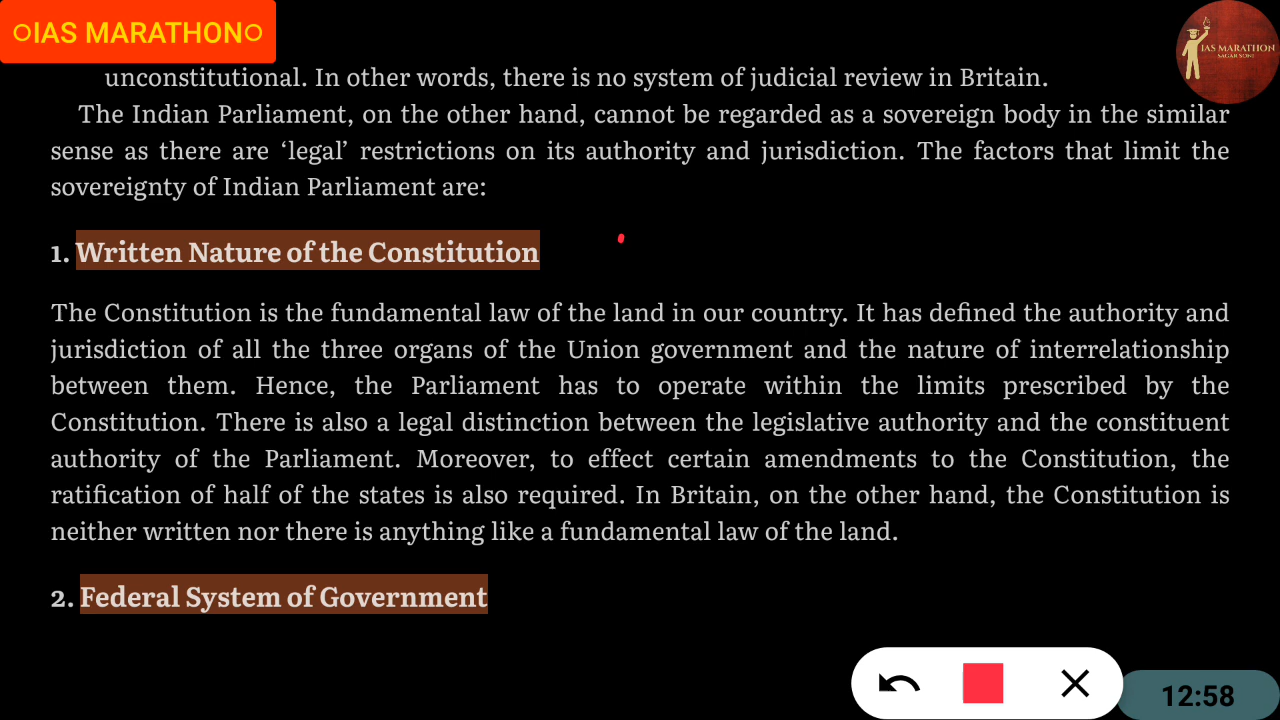 ○IAS MARATHON○
IAS MARATHON
SAGAR SONI
unconstitutional. In other words, there is no system of judicial review in Britain.
The Indian Parliament, on the other hand, cannot be regarded as a sovereign body in the similar
sense as there are ‘legal’ restrictions on its authority and jurisdiction. The factors that limit the
sovereignty of Indian Parliament are:
1. Written Nature of the Constitution
The Constitution is the fundamental law of the land in our country. It has defined the authority and
jurisdiction of all the three organs of the Union government and the nature of interrelationship
between them. Hence, the Parliament has to operate within the limits prescribed by the
Constitution. There is also a legal distinction between the legislative authority and the constituent
authority of the Parliament. Moreover, to effect certain amendments to the Constitution, the
ratification of half of the states is also required. In Britain, on the other hand, the Constitution is
neither written nor there is anything like a fundamental law of the land.
2. Federal System of Government
12:58